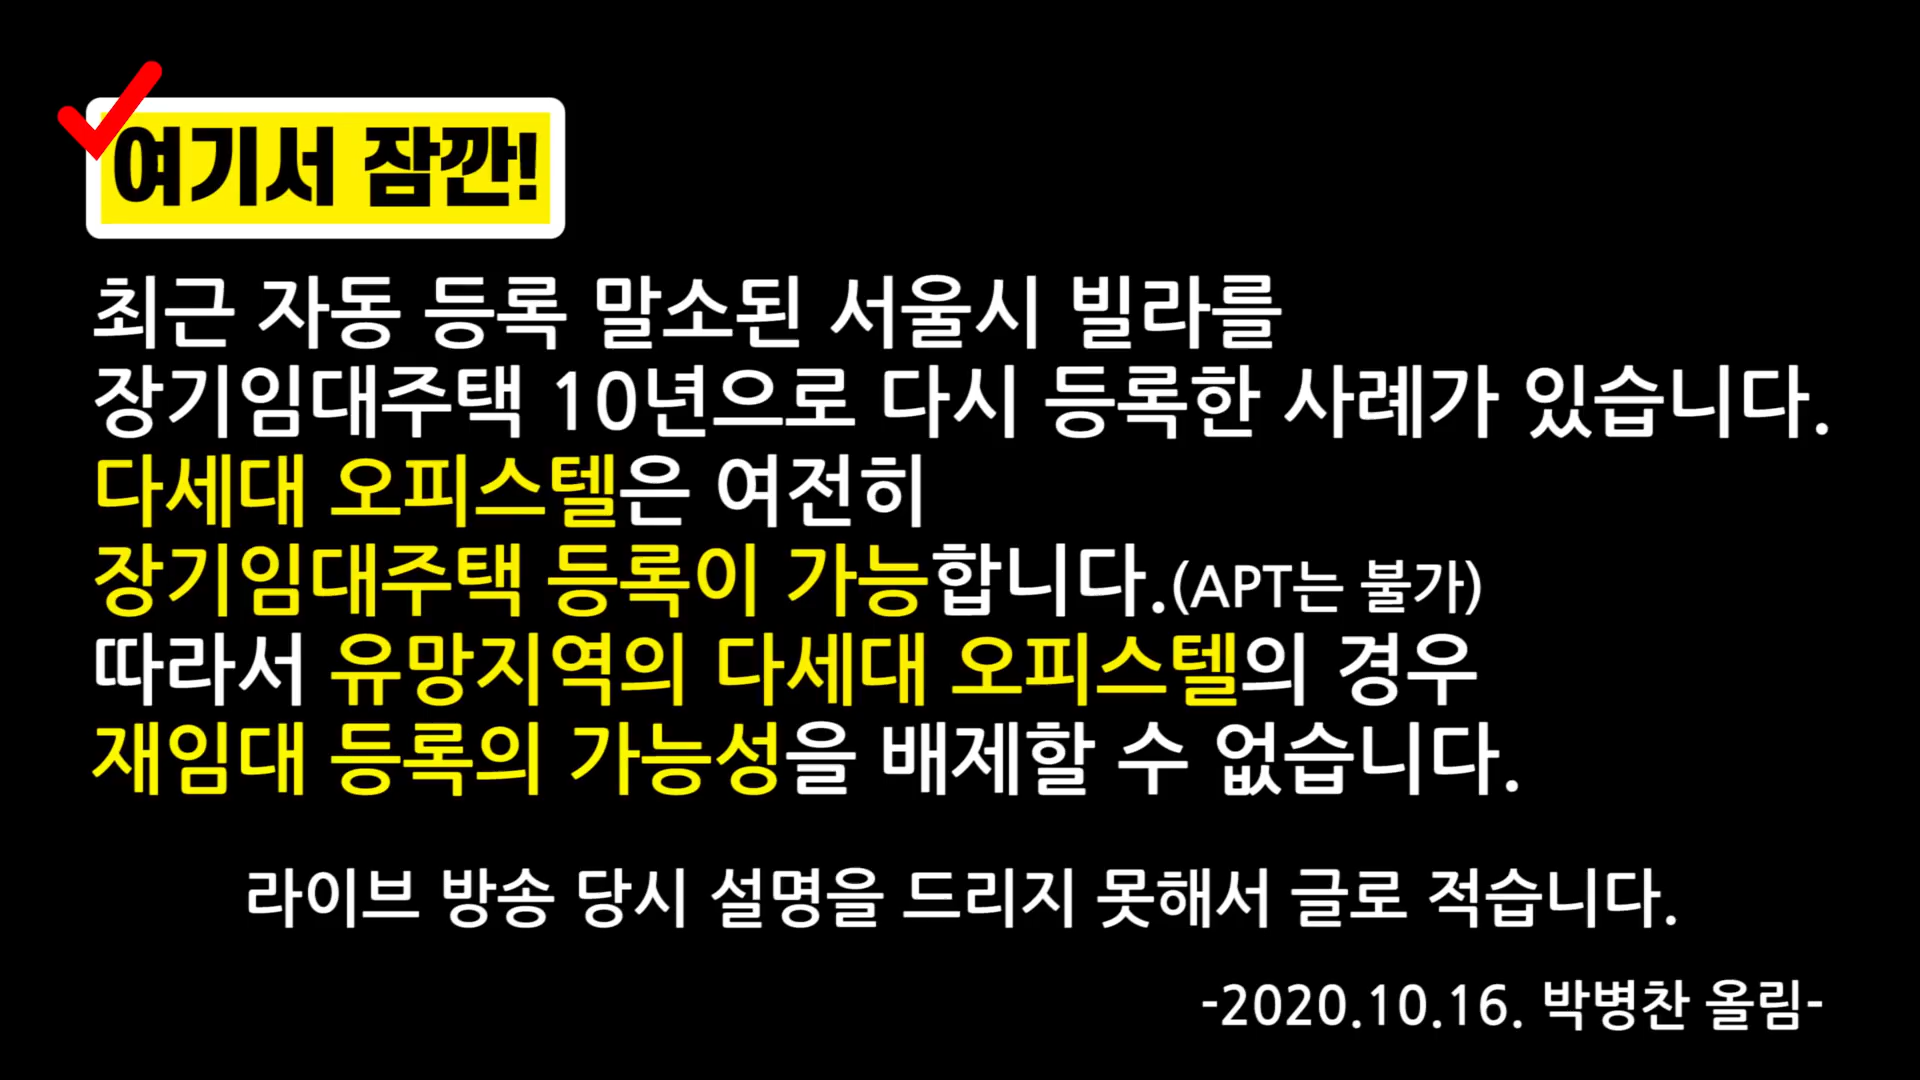 여기서 잠깐!
최근 자동 등록 말소된 서울시 빌라를
장기임대주택 10년으로 다시 등록한 사례가 있습니다.
다세대 오피스텔은 여전히
장기임대주택 등록이 가능합니다.(APT는 불가)
따라서 유망지역의 다세대 오피스텔의 경우
재임대 등록의 가능성을 배제할 수 없습니다.
라이브 방송 당시 설명을 드리지 못해서 글로 적습니다.
-2020.10.16. 박병찬 올림-